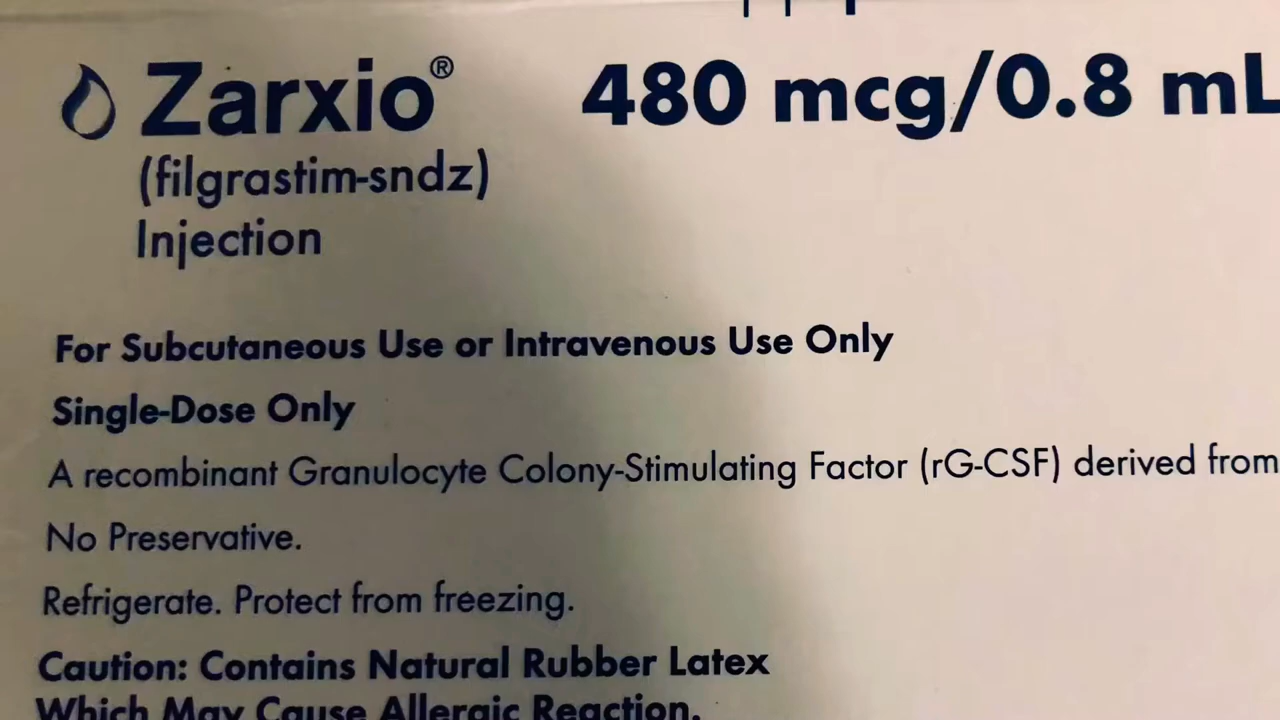 Zarxio® 480 mcg/0.8 mL
(filgrastim-sndz)
Injection
For Subcutaneous Use or Intravenous Use Only
Single-Dose Only
A recombinant Granulocyte Colony-Stimulating Factor (rG-CSF) derived from
No Preservative.
Refrigerate. Protect from freezing.
Caution: Contains Natural Rubber Latex
Which May Cause Allergic Reaction.